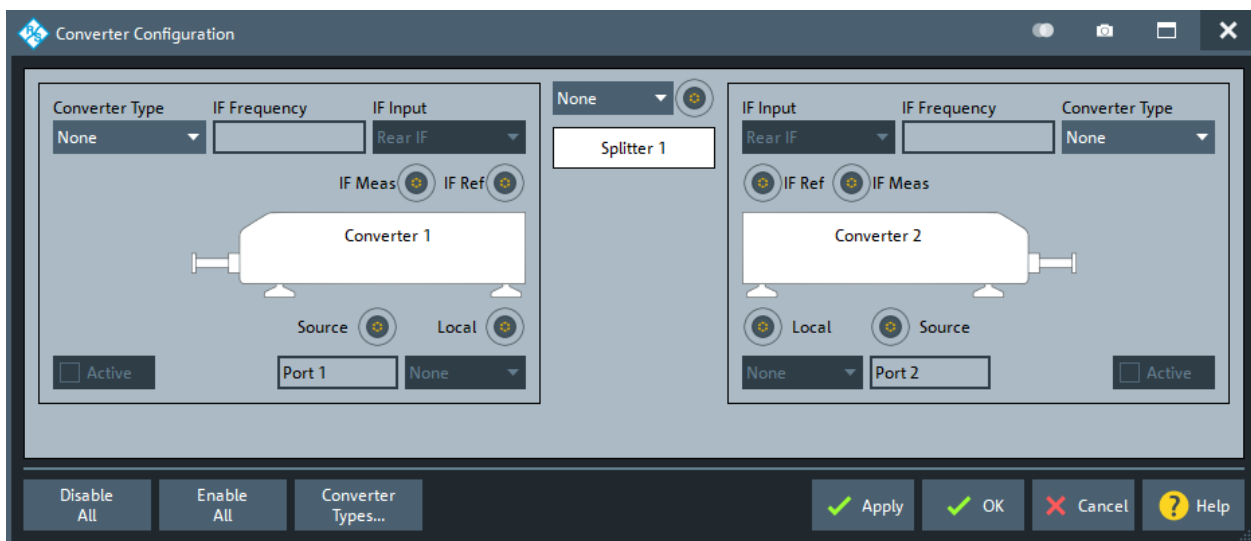 R&S Converter Configuration
Converter Type IF Frequency IF Input
None Rear IF
IF Meas IF Ref
Converter 1
Source Local
Active Port 1 None
None
Splitter 1
IF Input IF Frequency Converter Type
Rear IF None
IF Ref IF Meas
Converter 2
Local Source
None Port 2 Active
Disable
All
Enable
All
Converter
Types...
Apply
OK
Cancel
? Help